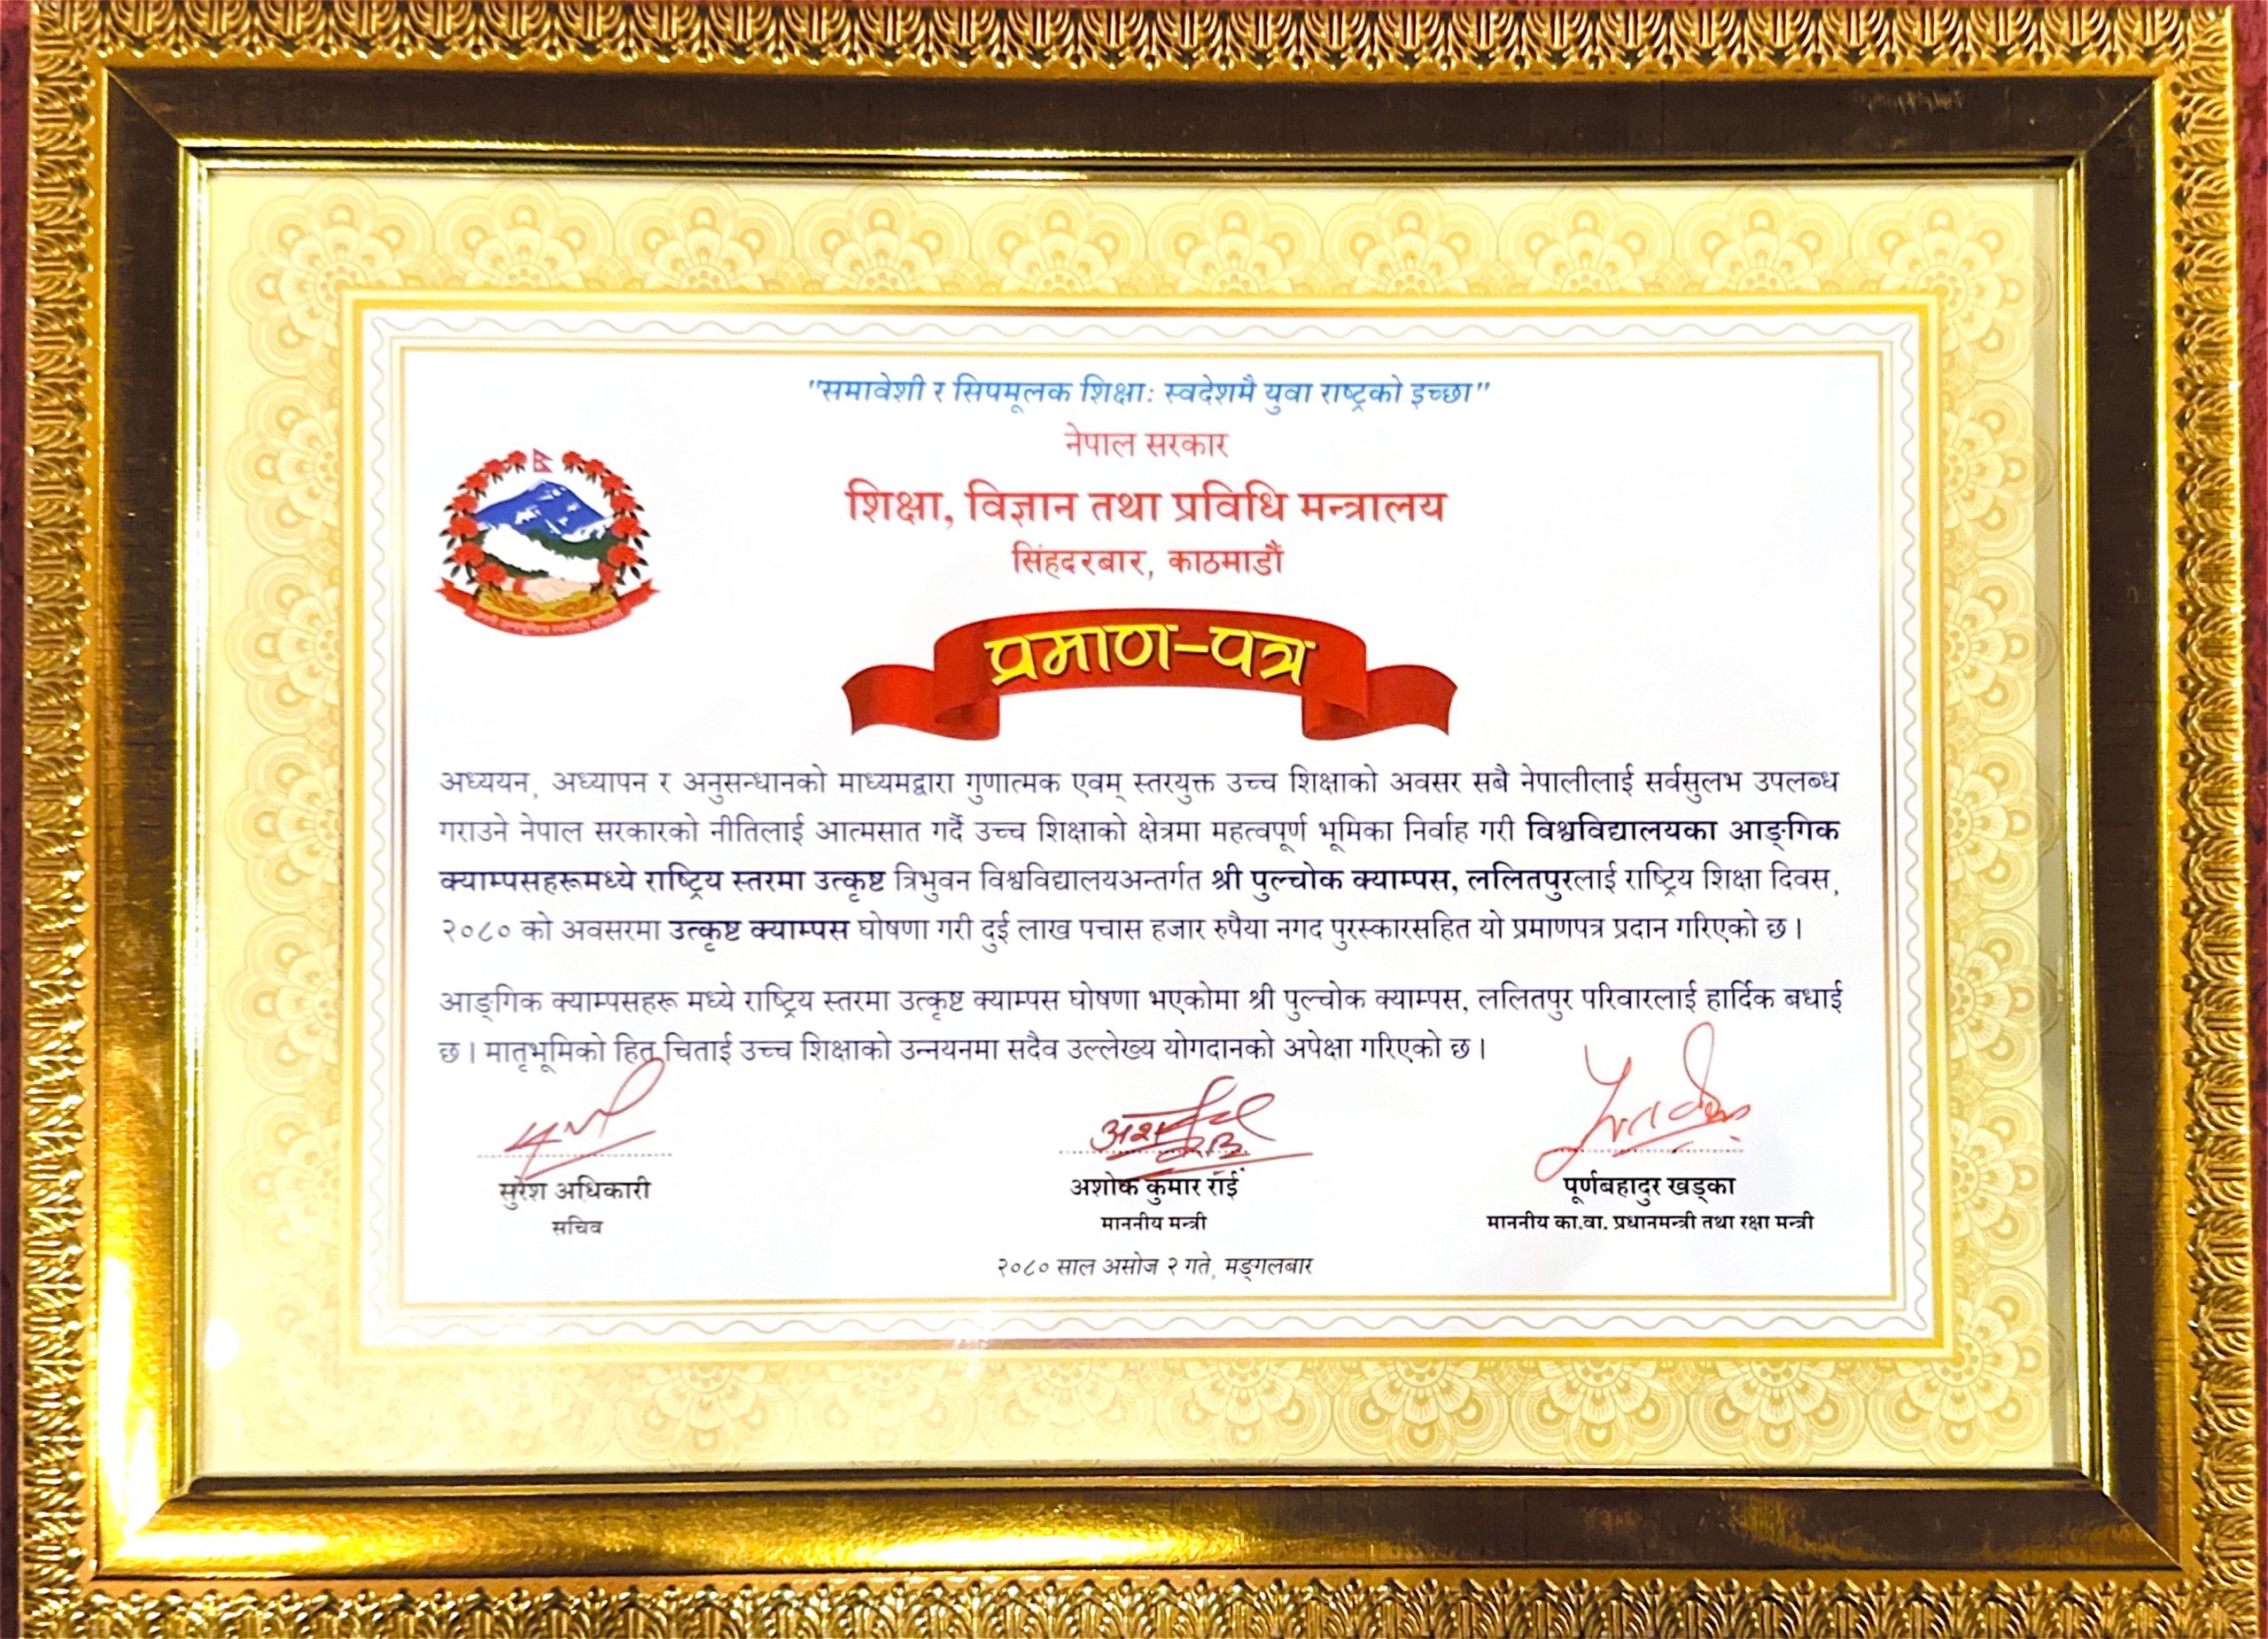 "समावेशी र सिपमूलक शिक्षा: स्वदेशमै युवा राष्ट्रको इच्छा"
नेपाल सरकार
शिक्षा, विज्ञान तथा प्रविधि मन्त्रालय
सिंहदरबार, काठमाडौं
प्रमाण-पत्र
अध्ययन, अध्यापन र अनुसन्धानको माध्यमद्वारा गुणात्मक एवम् स्तरयुक्त उच्च शिक्षाको अवसर सबै नेपालीलाई सर्वसुलभ उपलब्ध
गराउने नेपाल सरकारको नीतिलाई आत्मसात गर्दै उच्च शिक्षाको क्षेत्रमा महत्वपूर्ण भूमिका निर्वाह गरी विश्वविद्यालयका आङ्गिक
क्याम्पसहरूमध्ये राष्ट्रिय स्तरमा उत्कृष्ट त्रिभुवन विश्वविद्यालयअन्तर्गत श्री पुल्चोक क्याम्पस, ललितपुरलाई राष्ट्रिय शिक्षा दिवस,
२०८० को अवसरमा उत्कृष्ट क्याम्पस घोषणा गरी दुई लाख पचास हजार रुपैया नगद पुरस्कारसहित यो प्रमाणपत्र प्रदान गरिएको छ।
आङ्गिक क्याम्पसहरू मध्ये राष्ट्रिय स्तरमा उत्कृष्ट क्याम्पस घोषणा भएकोमा श्री पुल्चोक क्याम्पस, ललितपुर परिवारलाई हार्दिक बधाई
छ। मातृभूमिको हित चिताई उच्च शिक्षाको उन्नयनमा सदैव उल्लेख्य योगदानको अपेक्षा गरिएको छ।
सुरेश अधिकारी
सचिव
अशोक कुमार राई
माननीय मन्त्री
पूर्णबहादुर खड्का
माननीय का.वा. प्रधानमन्त्री तथा रक्षा मन्त्री
२०८० साल असोज २ गते, मङ्गलबार